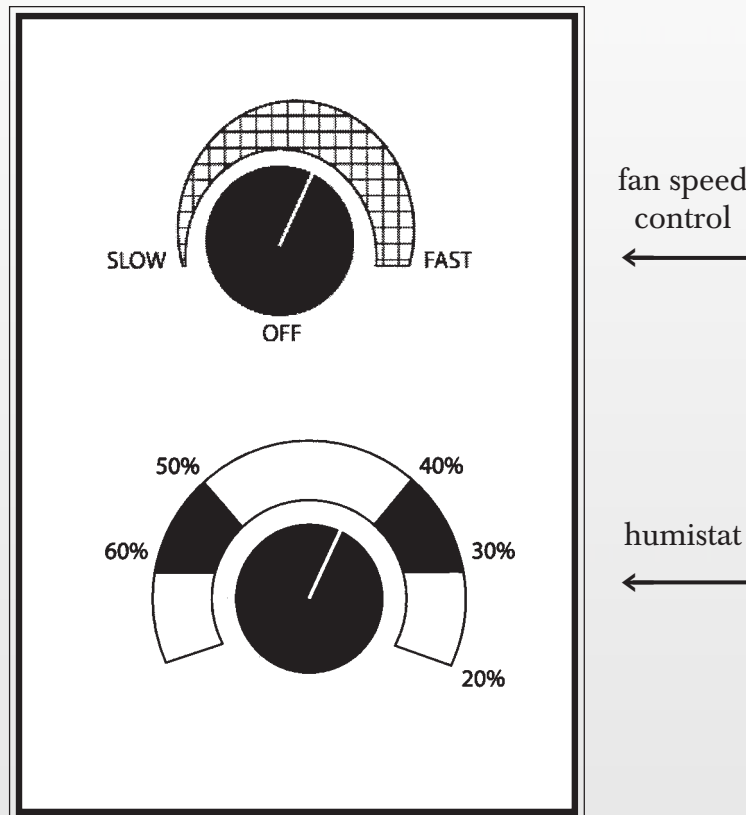 fan speed
control
SLOW
FAST
OFF
50%
40%
60%
30%
humistat
20%